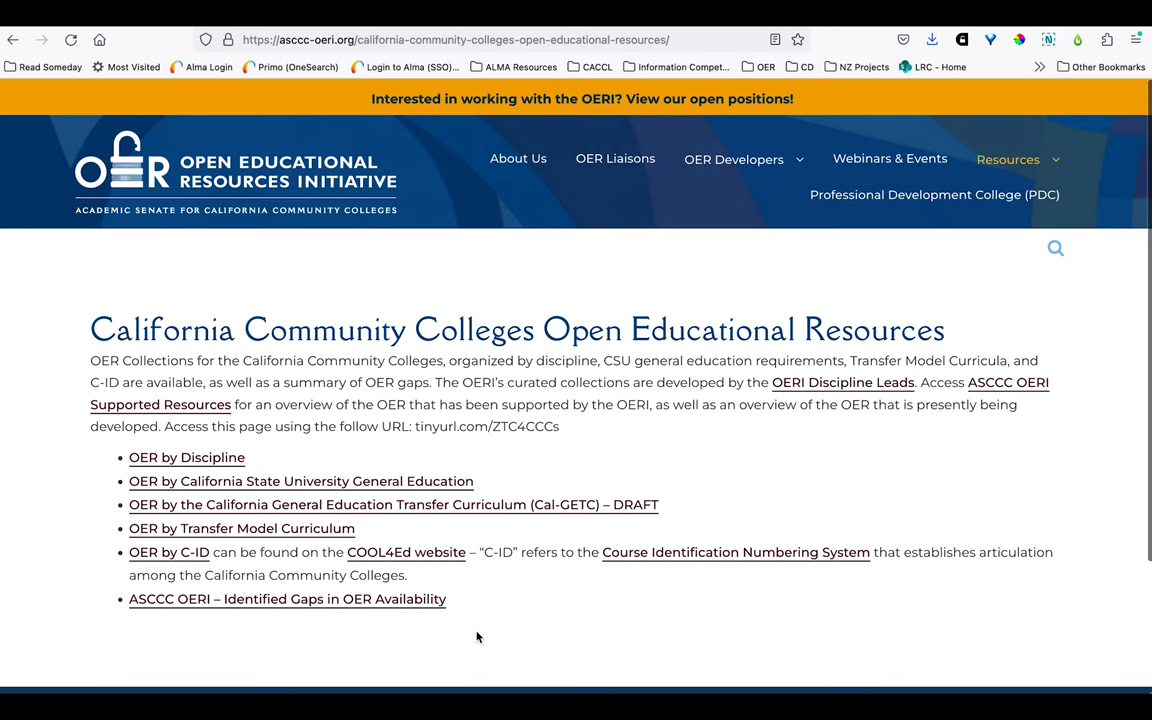 https://asccc-oeri.org/california-community-colleges-open-educational-resources/
Read Someday Most Visited Alma Login Primo (OneSearch) Login to Alma (SSO)... ALMA Resources CACCL Information Compet... OER CD NZ Projects LRC - Home Other Bookmarks
Interested in working with the OERI? View our open positions!
OER OPEN EDUCATIONAL
RESOURCES INITIATIVE
ACADEMIC SENATE FOR CALIFORNIA COMMUNITY COLLEGES
About Us OER Liaisons OER Developers Webinars & Events Resources
Professional Development College (PDC)
California Community Colleges Open Educational Resources
OER Collections for the California Community Colleges, organized by discipline, CSU general education requirements, Transfer Model Curricula, and
C-ID are available, as well as a summary of OER gaps. The OERI's curated collections are developed by the OERI Discipline Leads. Access ASCCC OERI
Supported Resources for an overview of the OER that has been supported by the OERI, as well as an overview of the OER that is presently being
developed. Access this page using the follow URL: tinyurl.com/ZTC4CCCs
• OER by Discipline
• OER by California State University General Education
• OER by the California General Education Transfer Curriculum (Cal-GETC) – DRAFT
• OER by Transfer Model Curriculum
• OER by C-ID can be found on the COOL4Ed website – “C-ID” refers to the Course Identification Numbering System that establishes articulation
among the California Community Colleges.
• ASCCC OERI – Identified Gaps in OER Availability